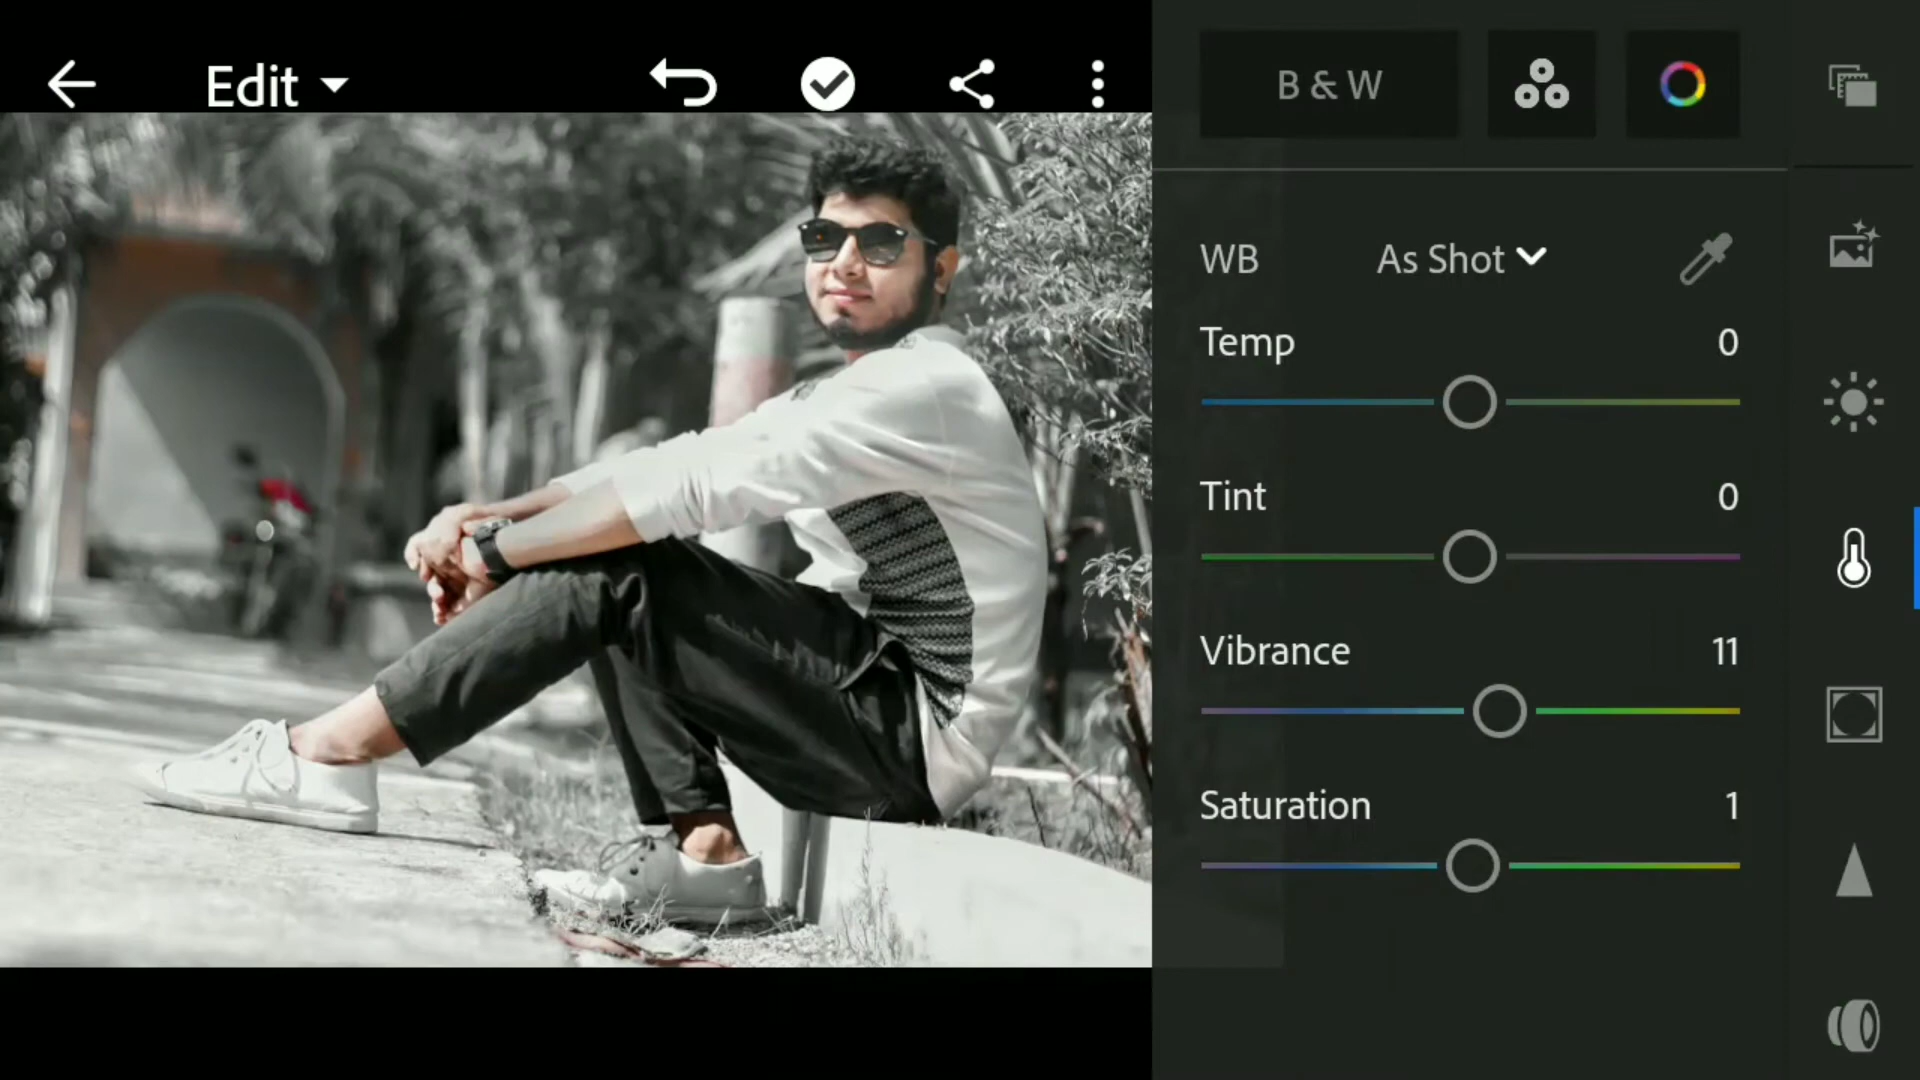 Edit
B & W
WB As Shot
Temp 0
Tint 0
Vibrance 11
Saturation 1